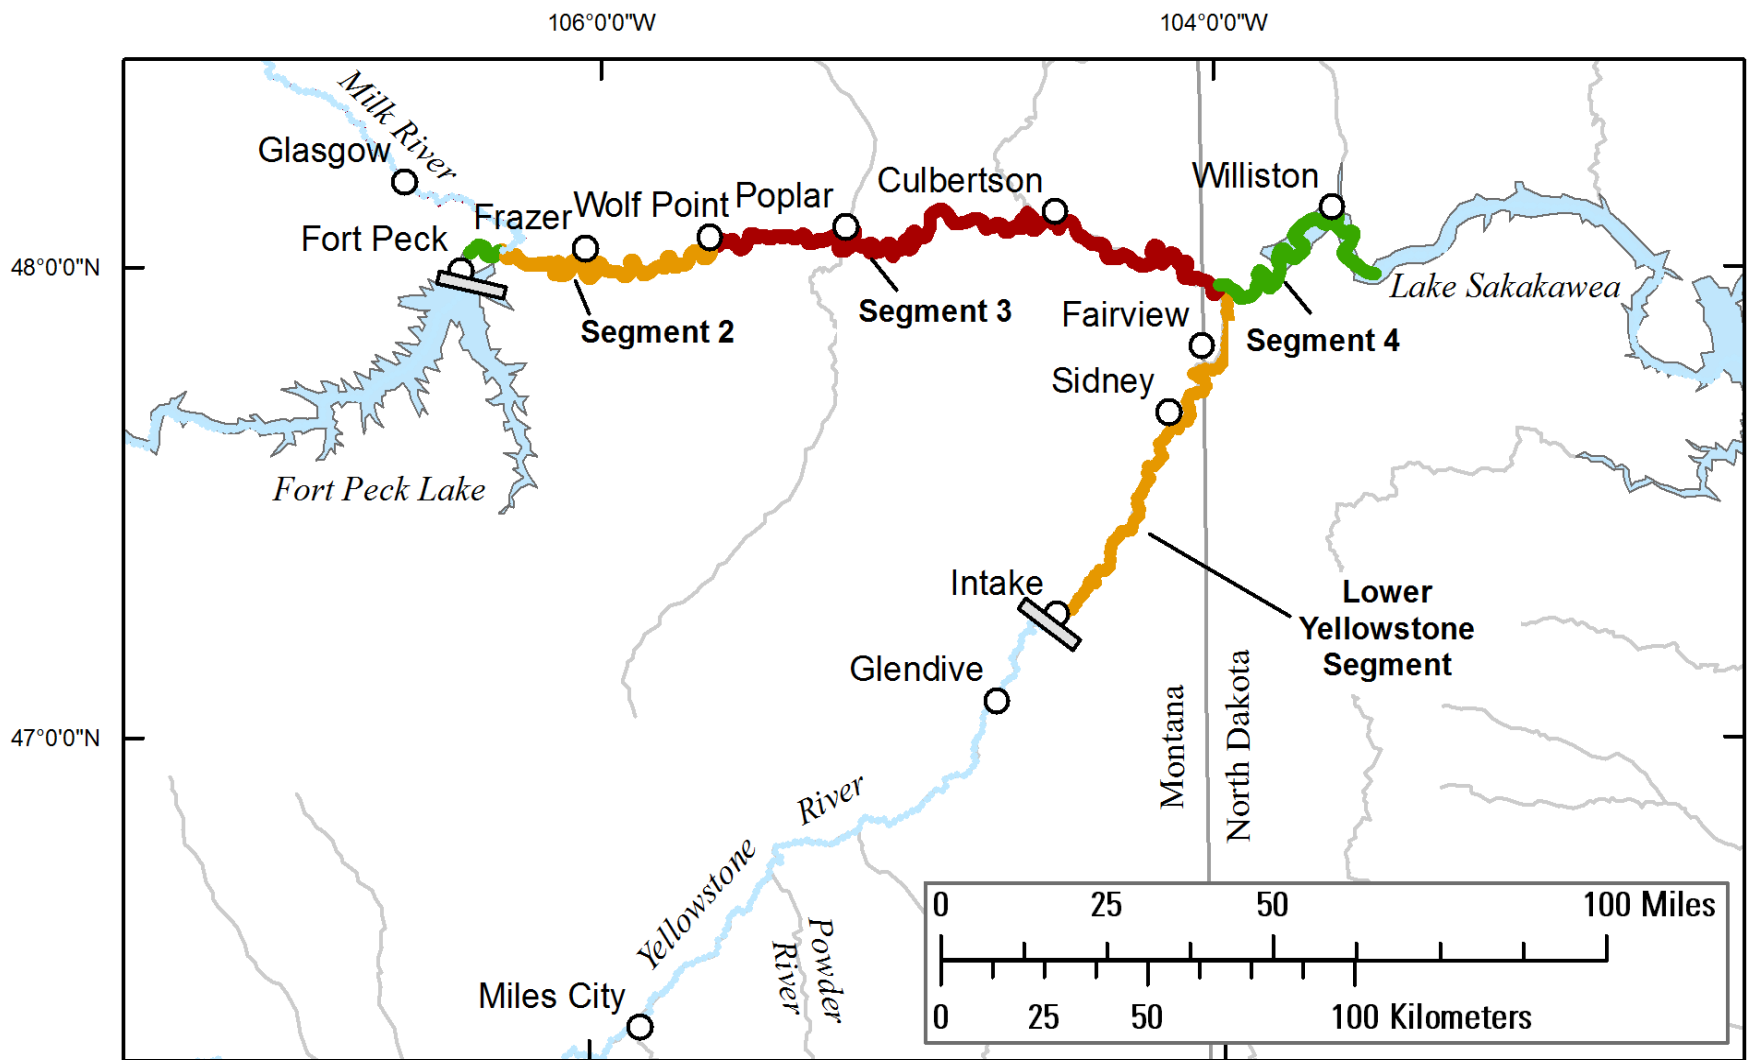 106°0'0"W
104°0'0"W
Milk River
Glasgow
Frazer
Wolf Point
Poplar
Culbertson
Williston
Fort Peck
48°0'0"N
Lake Sakakawea
Segment 2
Segment 3
Fairview
Segment 4
Sidney
Fort Peck Lake
Intake
Lower
Yellowstone
Segment
Glendive
Montana
North Dakota
47°0'0"N
Yellowstone
River
Powder
River
Miles City
0 25 50 100 Miles
0 25 50 100 Kilometers